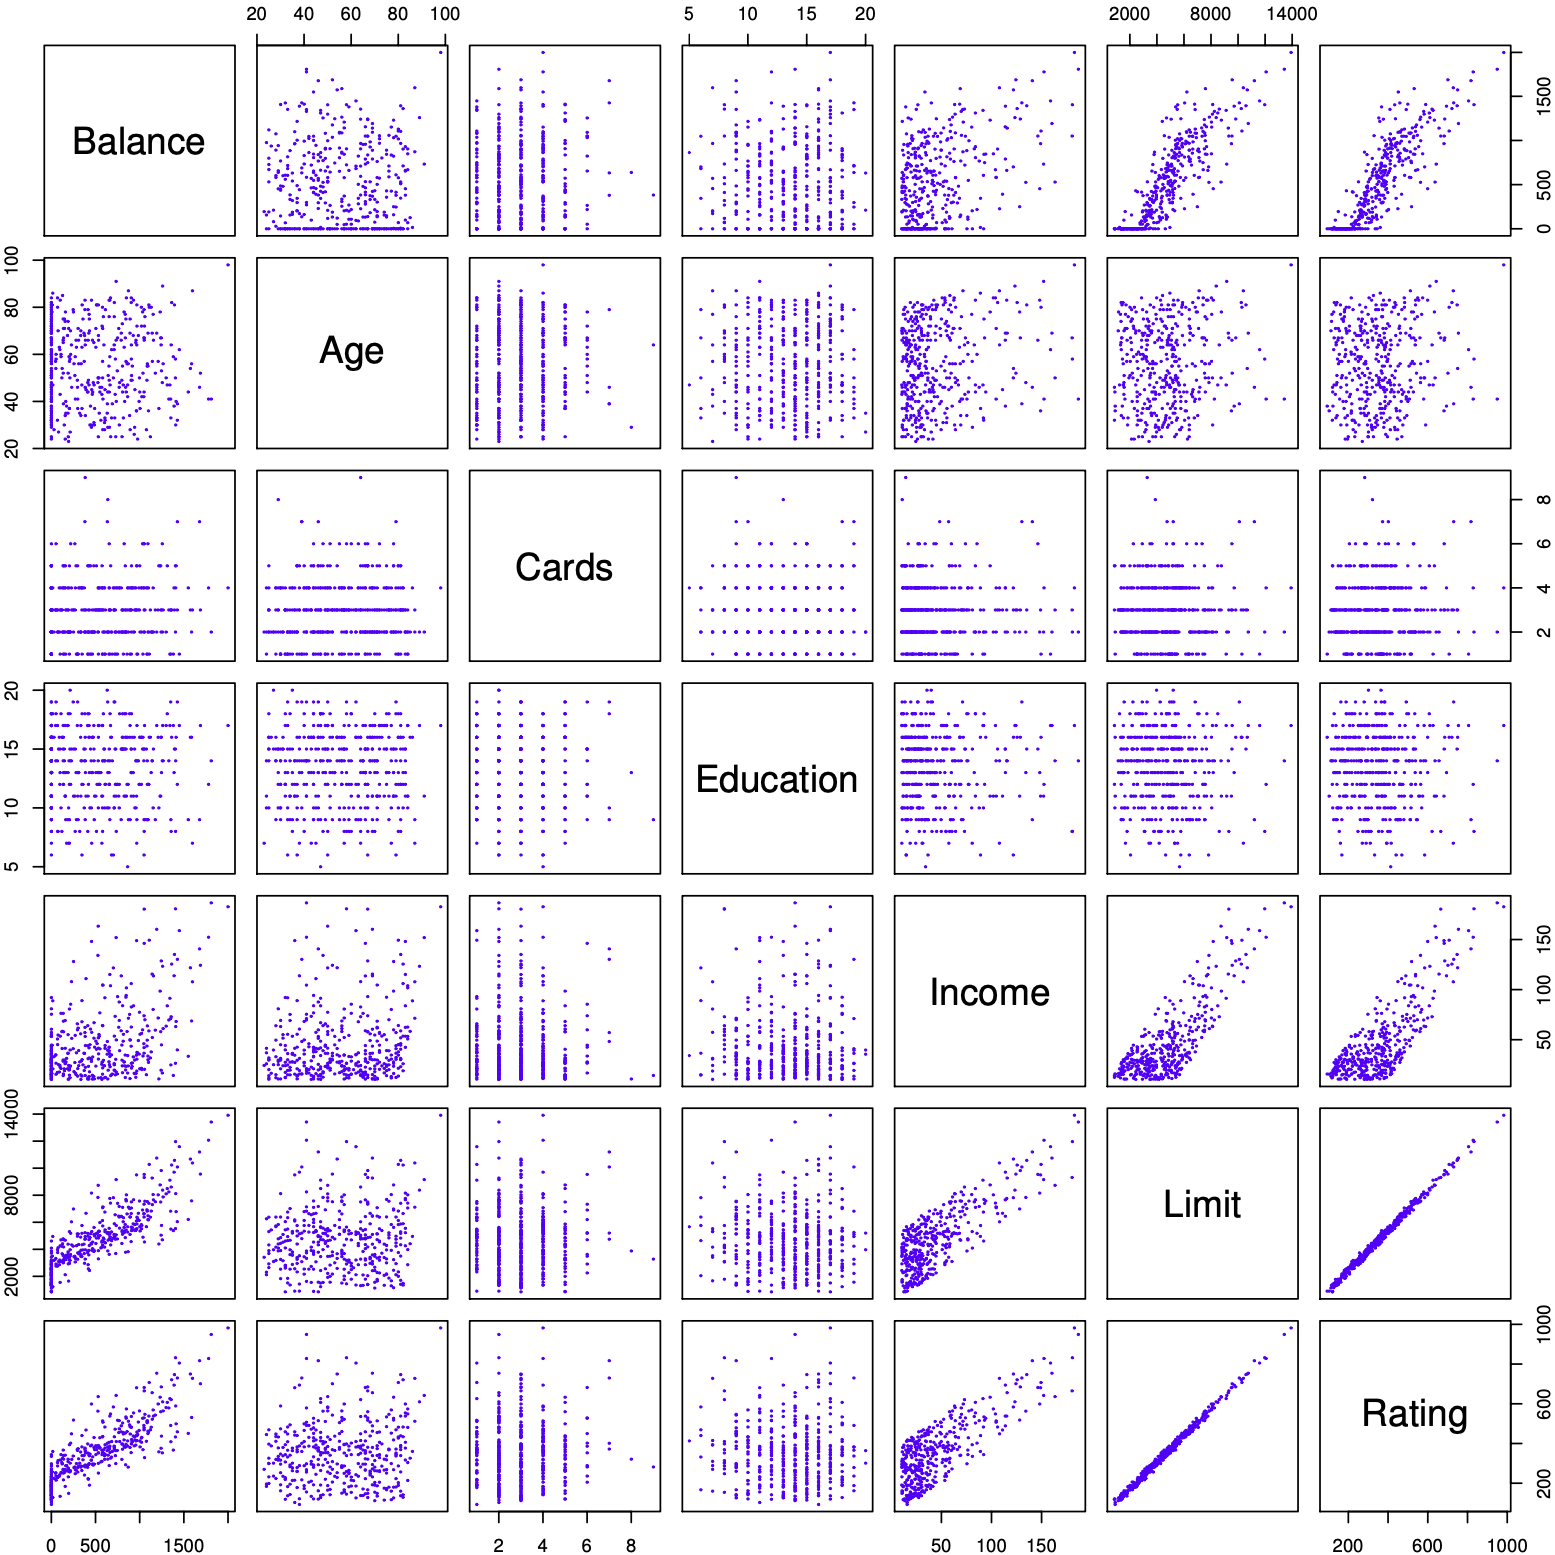 20 40 60 80 100 5 10 15 20 2000 8000 14000
Balance
0 500 1500
20 40 60 80 100
Age
Cards
2 4 6 8
5 10 15 20
Education
Income
50 100 150
2000 8000 14000
Limit
Rating
200 600 1000
0 500 1500 2 4 6 8 50 100 150 200 600 1000